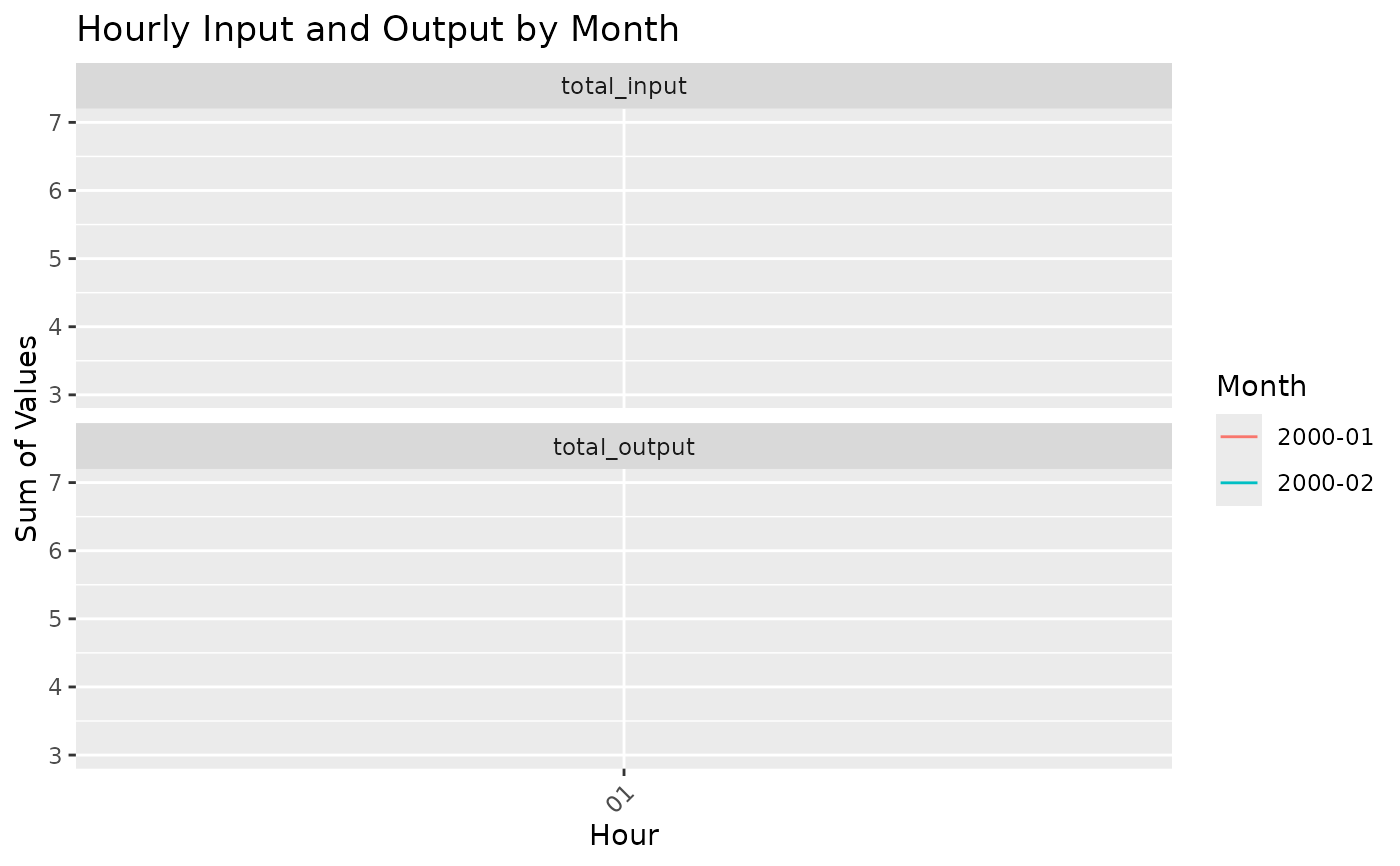 Hourly Input and Output by Month
total_input
7
6
5
4
3
total_output
7
6
5
4
3
01
Hour
Sum of Values
Month
2000-01
2000-02